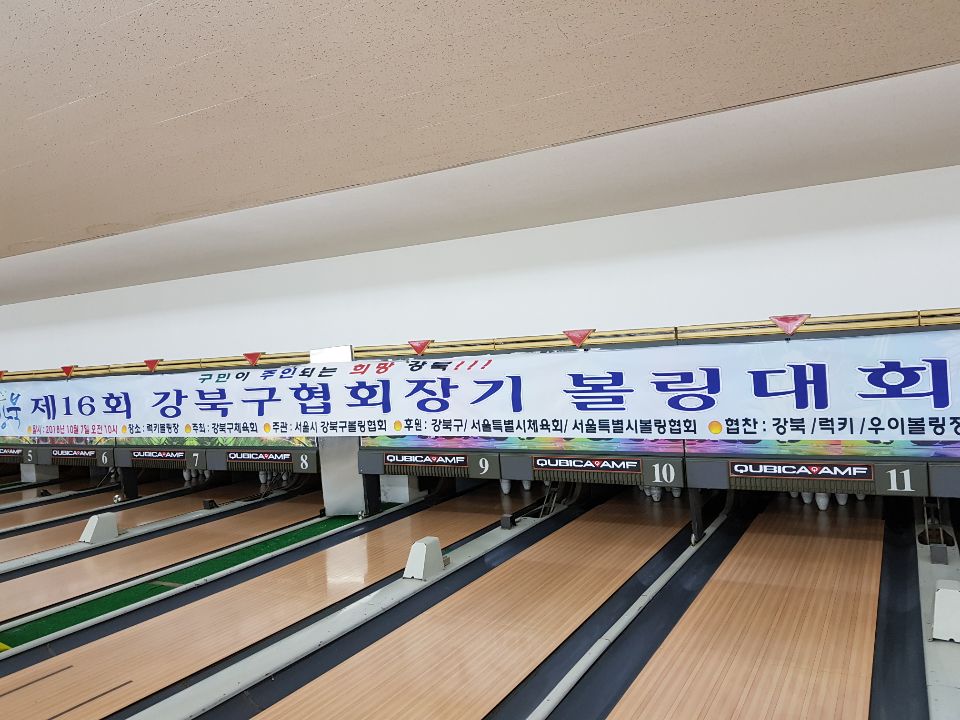 구민이 주인되는 희망 강북!!!
강북 제16회 강북구협회장기 볼링대회
일시: 2018년 10월 7일 오전 10시 장소: 럭키볼링장 주최: 강북구체육회 주관: 서울시 강북구볼링협회 후원: 강북구/ 서울특별시체육회/ 서울특별시볼링협회 협찬: 강북/럭키/우이볼링장
5 QUBICA AMF 6 QUBICA AMF 7 QUBICA AMF 8 QUBICA AMF 9 QUBICA AMF 10 QUBICA AMF 11